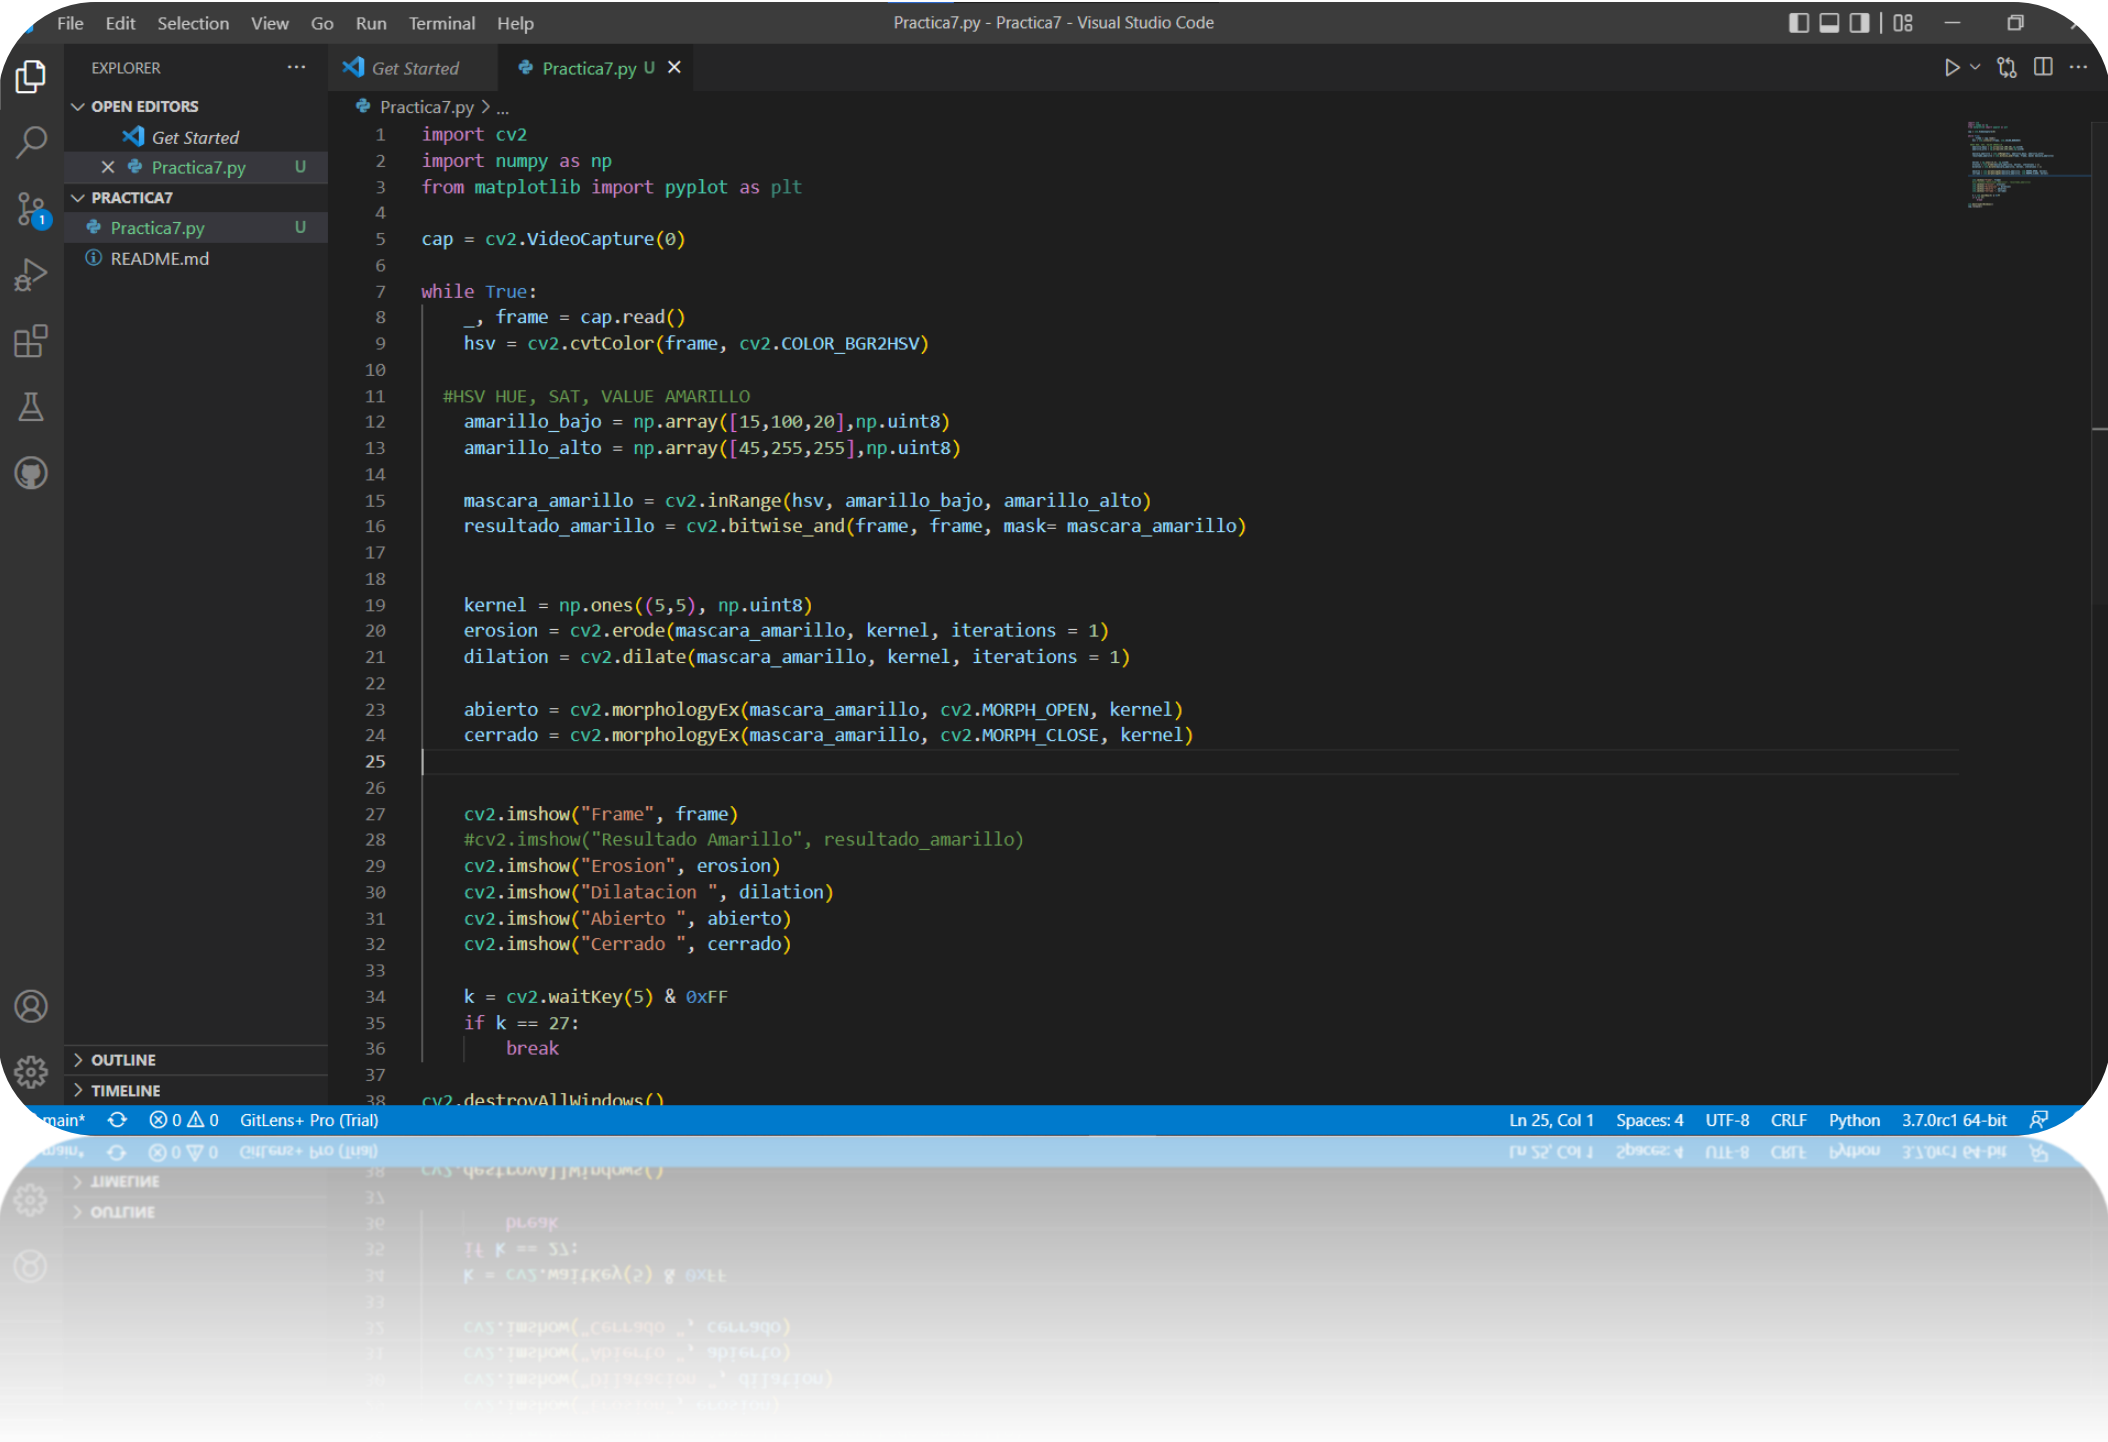 File Edit Selection View Go Run Terminal Help
Practica7.py - Practica7 - Visual Studio Code
EXPLORER
OPEN EDITORS
Get Started
Practica7.py U
PRACTICA7
Practica7.py U
README.md
OUTLINE
TIMELINE
1
Get Started
Practica7.py U
Practica7.py > ...
1 import cv2
2 import numpy as np
3 from matplotlib import pyplot as plt
4
5 cap = cv2.VideoCapture(0)
6
7 while True:
8 _, frame = cap.read()
9 hsv = cv2.cvtColor(frame, cv2.COLOR_BGR2HSV)
10
11 #HSV HUE, SAT, VALUE AMARILLO
12 amarillo_bajo = np.array([15,100,20],np.uint8)
13 amarillo_alto = np.array([45,255,255],np.uint8)
14
15 mascara_amarillo = cv2.inRange(hsv, amarillo_bajo, amarillo_alto)
16 resultado_amarillo = cv2.bitwise_and(frame, frame, mask= mascara_amarillo)
17
18
19 kernel = np.ones((5,5), np.uint8)
20 erosion = cv2.erode(mascara_amarillo, kernel, iterations = 1)
21 dilation = cv2.dilate(mascara_amarillo, kernel, iterations = 1)
22
23 abierto = cv2.morphologyEx(mascara_amarillo, cv2.MORPH_OPEN, kernel)
24 cerrado = cv2.morphologyEx(mascara_amarillo, cv2.MORPH_CLOSE, kernel)
25
26
27 cv2.imshow("Frame", frame)
28 #cv2.imshow("Resultado Amarillo", resultado_amarillo)
29 cv2.imshow("Erosion", erosion)
30 cv2.imshow("Dilatacion ", dilation)
31 cv2.imshow("Abierto ", abierto)
32 cv2.imshow("Cerrado ", cerrado)
33
34 k = cv2.waitKey(5) & 0xFF
35 if k == 27:
36 break
37
38 cv2.destroyAllWindows()
main* 0 0 GitLens+ Pro (Trial)
Ln 25, Col 1 Spaces: 4 UTF-8 CRLF Python 3.7.0rc1 64-bit